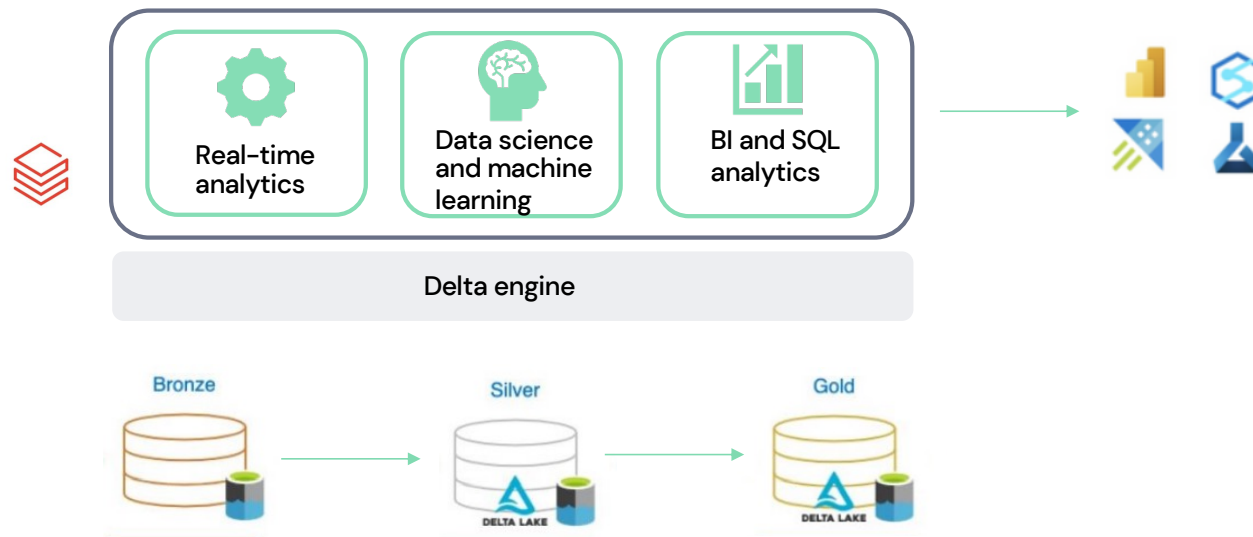 Real-time
analytics
Data science
and machine
learning
BI and SQL
analytics
Delta engine
Bronze
Silver
Gold
DELTA LAKE
DELTA LAKE